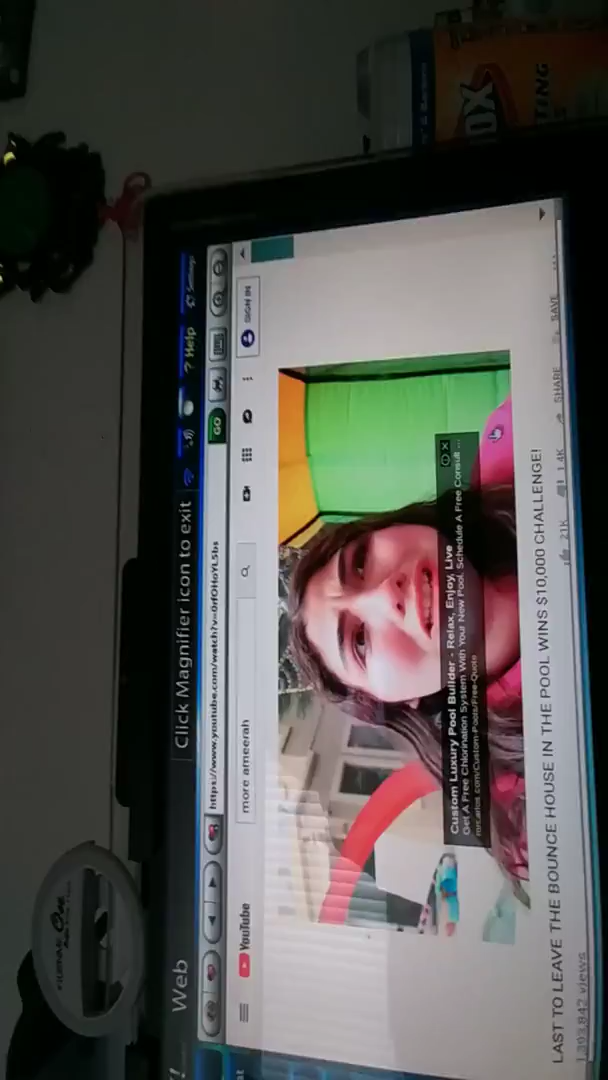 Click Magnifier icon to exit
? Help
Settings
Web
https://www.youtube.com/watch?v=0rfOHoYL5bs
GO
YouTube
more ameerah
SIGN IN
Custom Luxury Pool Builder - Relax, Enjoy, Live
Get A Free Chlorination System With Your New Pool. Schedule A Free Consult ...
LAST TO LEAVE THE BOUNCE HOUSE IN THE POOL WINS $10,000 CHALLENGE!
1,393,842 views
21K
1.4K
SHARE
SAVE
OX
TING